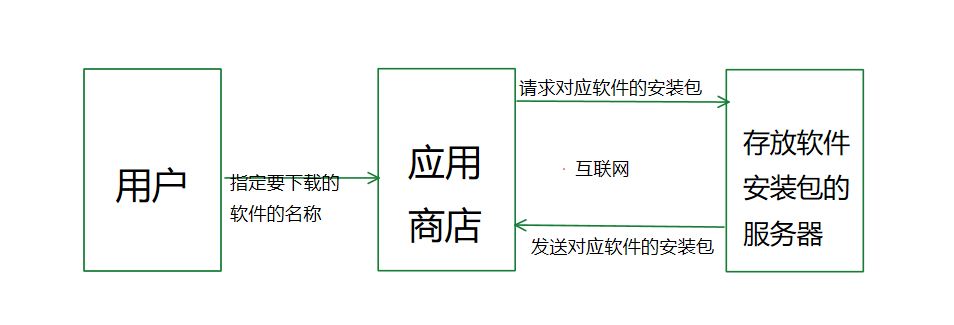 用户
指定要下载的
软件的名称
应用
商店
请求对应软件的安装包
互联网
发送对应软件的安装包
存放软件
安装包的
服务器